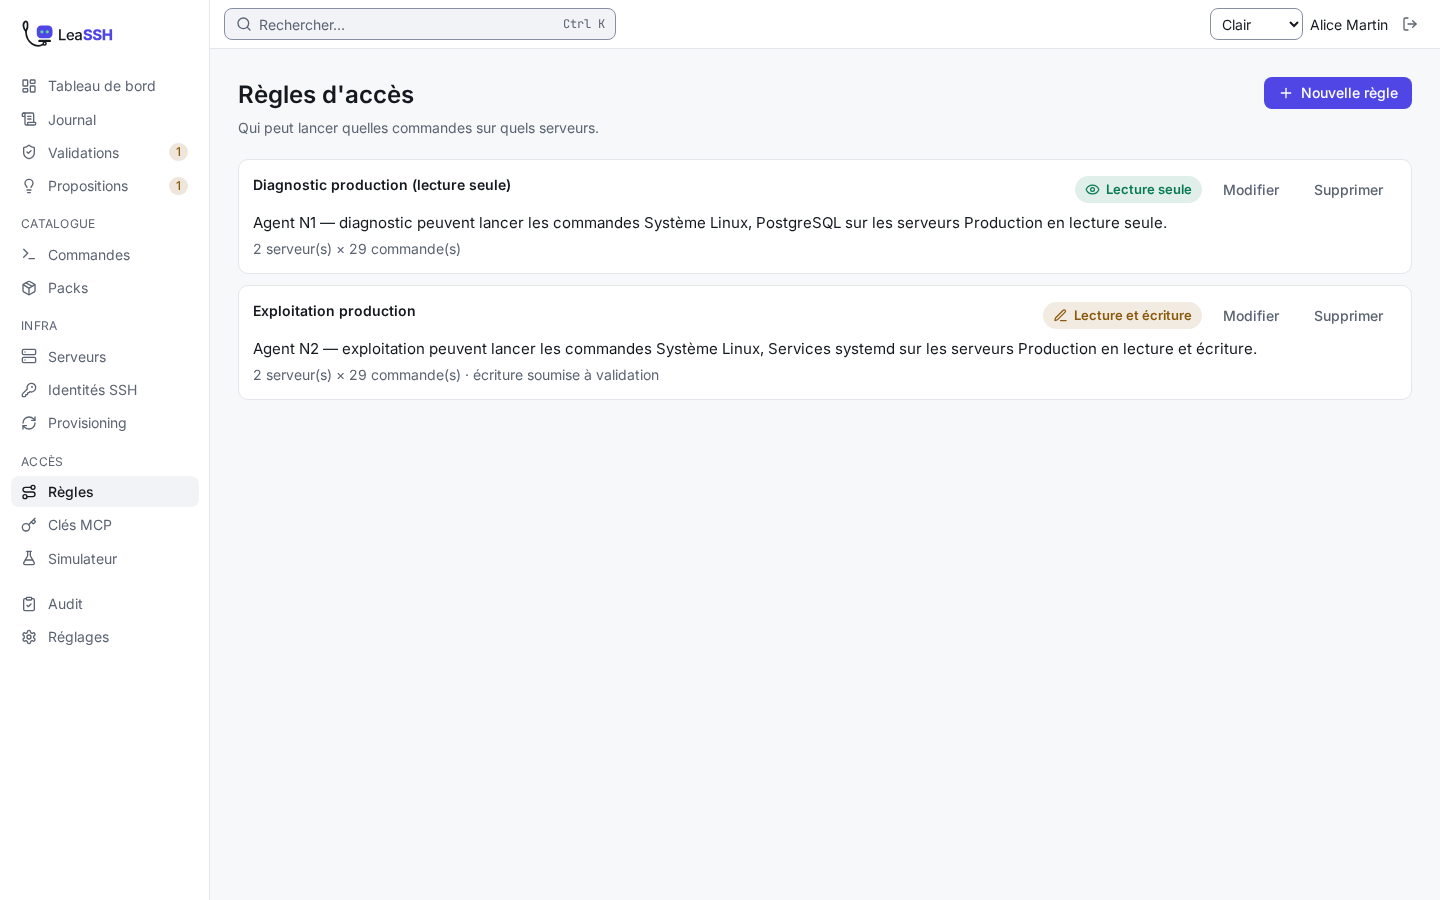 LeaSSH
Rechercher... Ctrl K
Clair
Alice Martin
Tableau de bord
Journal
Validations 1
Propositions 1
CATALOGUE
Commandes
Packs
INFRA
Serveurs
Identités SSH
Provisioning
ACCÈS
Règles
Clés MCP
Simulateur
Audit
Réglages
Règles d'accès
Nouvelle règle
Qui peut lancer quelles commandes sur quels serveurs.
Diagnostic production (lecture seule)
Lecture seule Modifier Supprimer
Agent N1 — diagnostic peuvent lancer les commandes Système Linux, PostgreSQL sur les serveurs Production en lecture seule.
2 serveur(s) × 29 commande(s)
Exploitation production
Lecture et écriture Modifier Supprimer
Agent N2 — exploitation peuvent lancer les commandes Système Linux, Services systemd sur les serveurs Production en lecture et écriture.
2 serveur(s) × 29 commande(s) · écriture soumise à validation